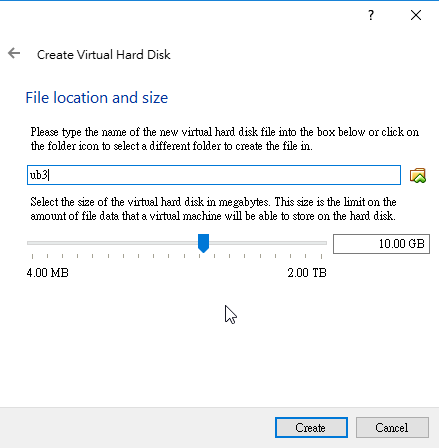 ?
Create Virtual Hard Disk
File location and size
Please type the name of the new virtual hard disk file into the box below or click on
the folder icon to select a different folder to create the file in.
ub3
Select the size of the virtual hard disk in megabytes. This size is the limit on the
amount of file data that a virtual machine will be able to store on the hard disk.
10.00 GB
4.00 MB 2.00 TB
Create Cancel